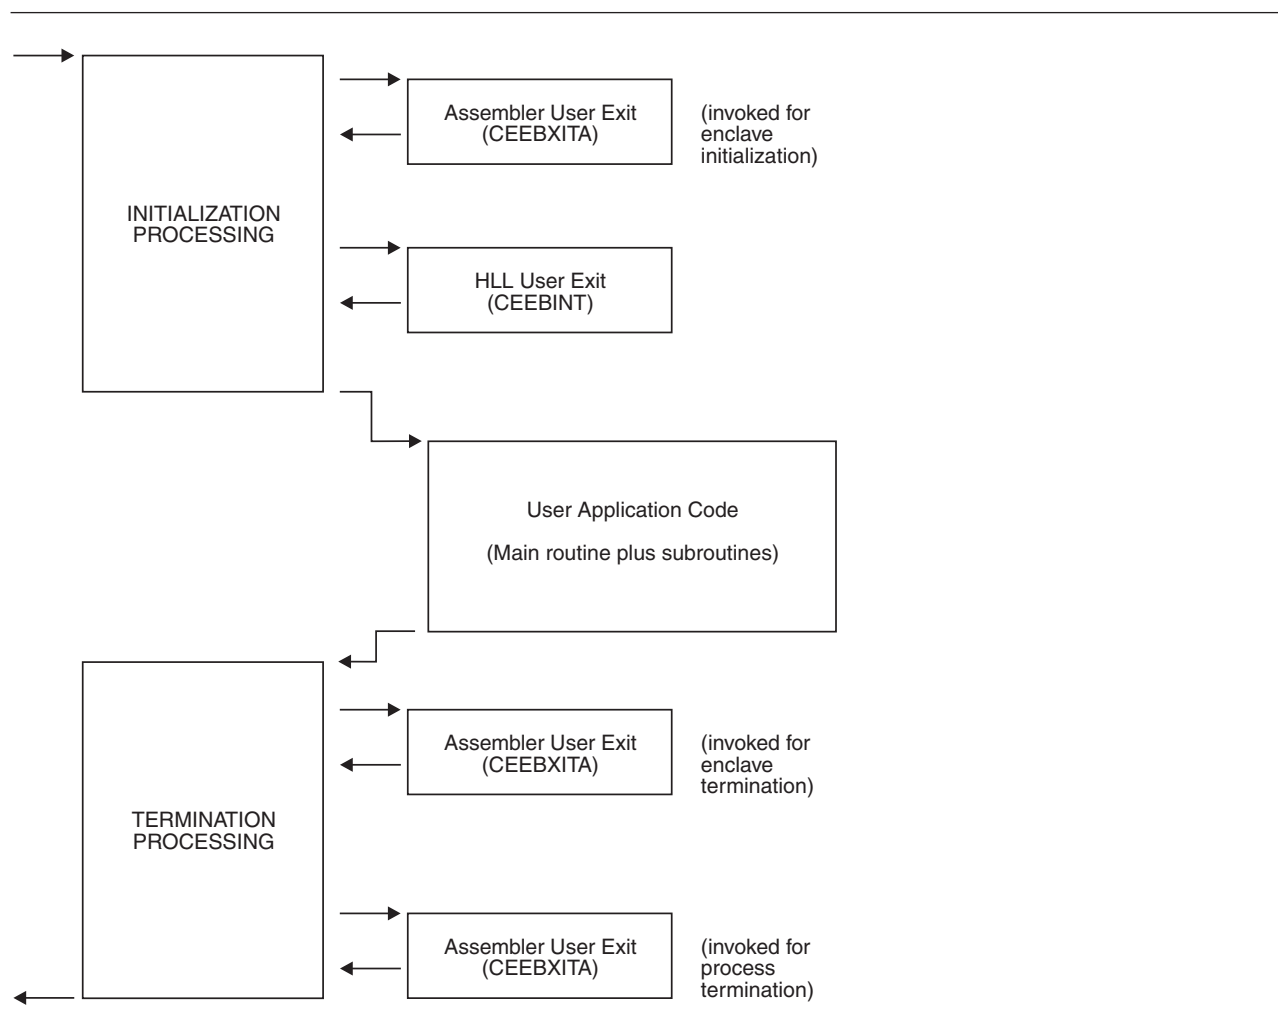 Assembler User Exit
(CEEBXITA)
(invoked for
enclave
initialization)
INITIALIZATION
PROCESSING
HLL User Exit
(CEEBINT)
User Application Code
(Main routine plus subroutines)
Assembler User Exit
(CEEBXITA)
(invoked for
enclave
termination)
TERMINATION
PROCESSING
Assembler User Exit
(CEEBXITA)
(invoked for
process
termination)